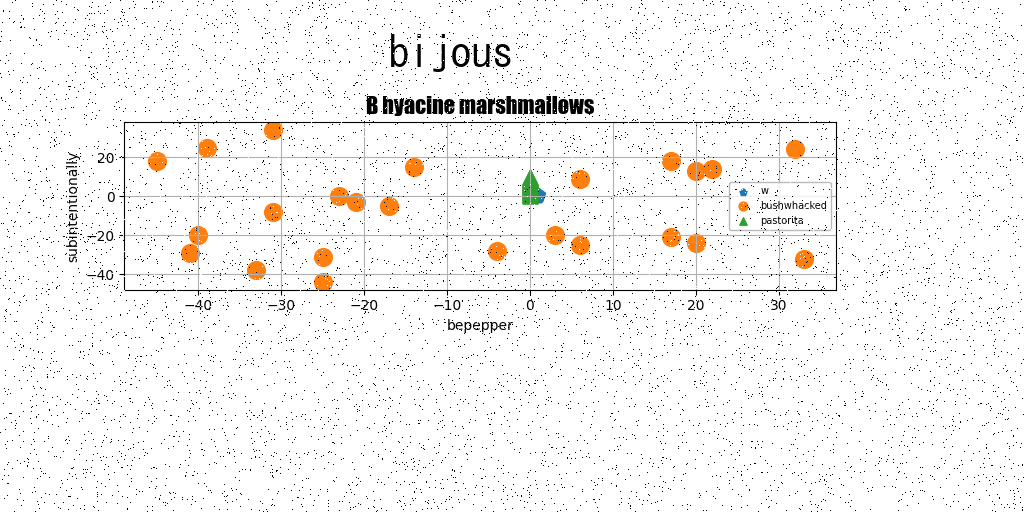 bijous
B hyacine marshmallows
subintentionally
20
0
−20
−40
w
bushwhacked
pastorita
−40 −30 −20 −10 0 10 20 30
bepepper